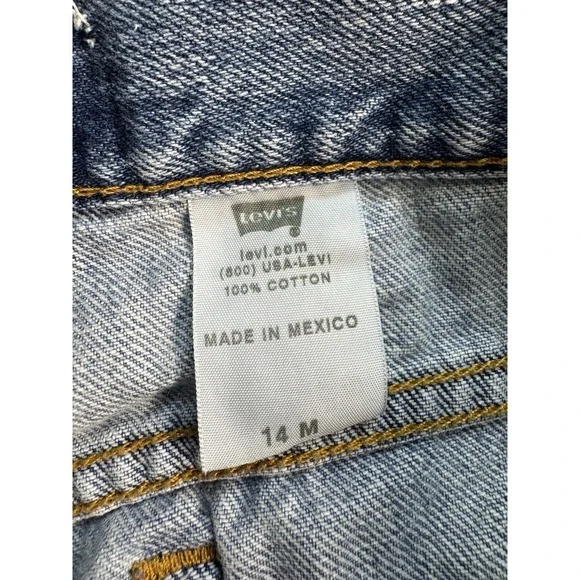 Levi's
®
levi.com
(800) USA-LEVI
100% COTTON
MADE IN MEXICO
14 M